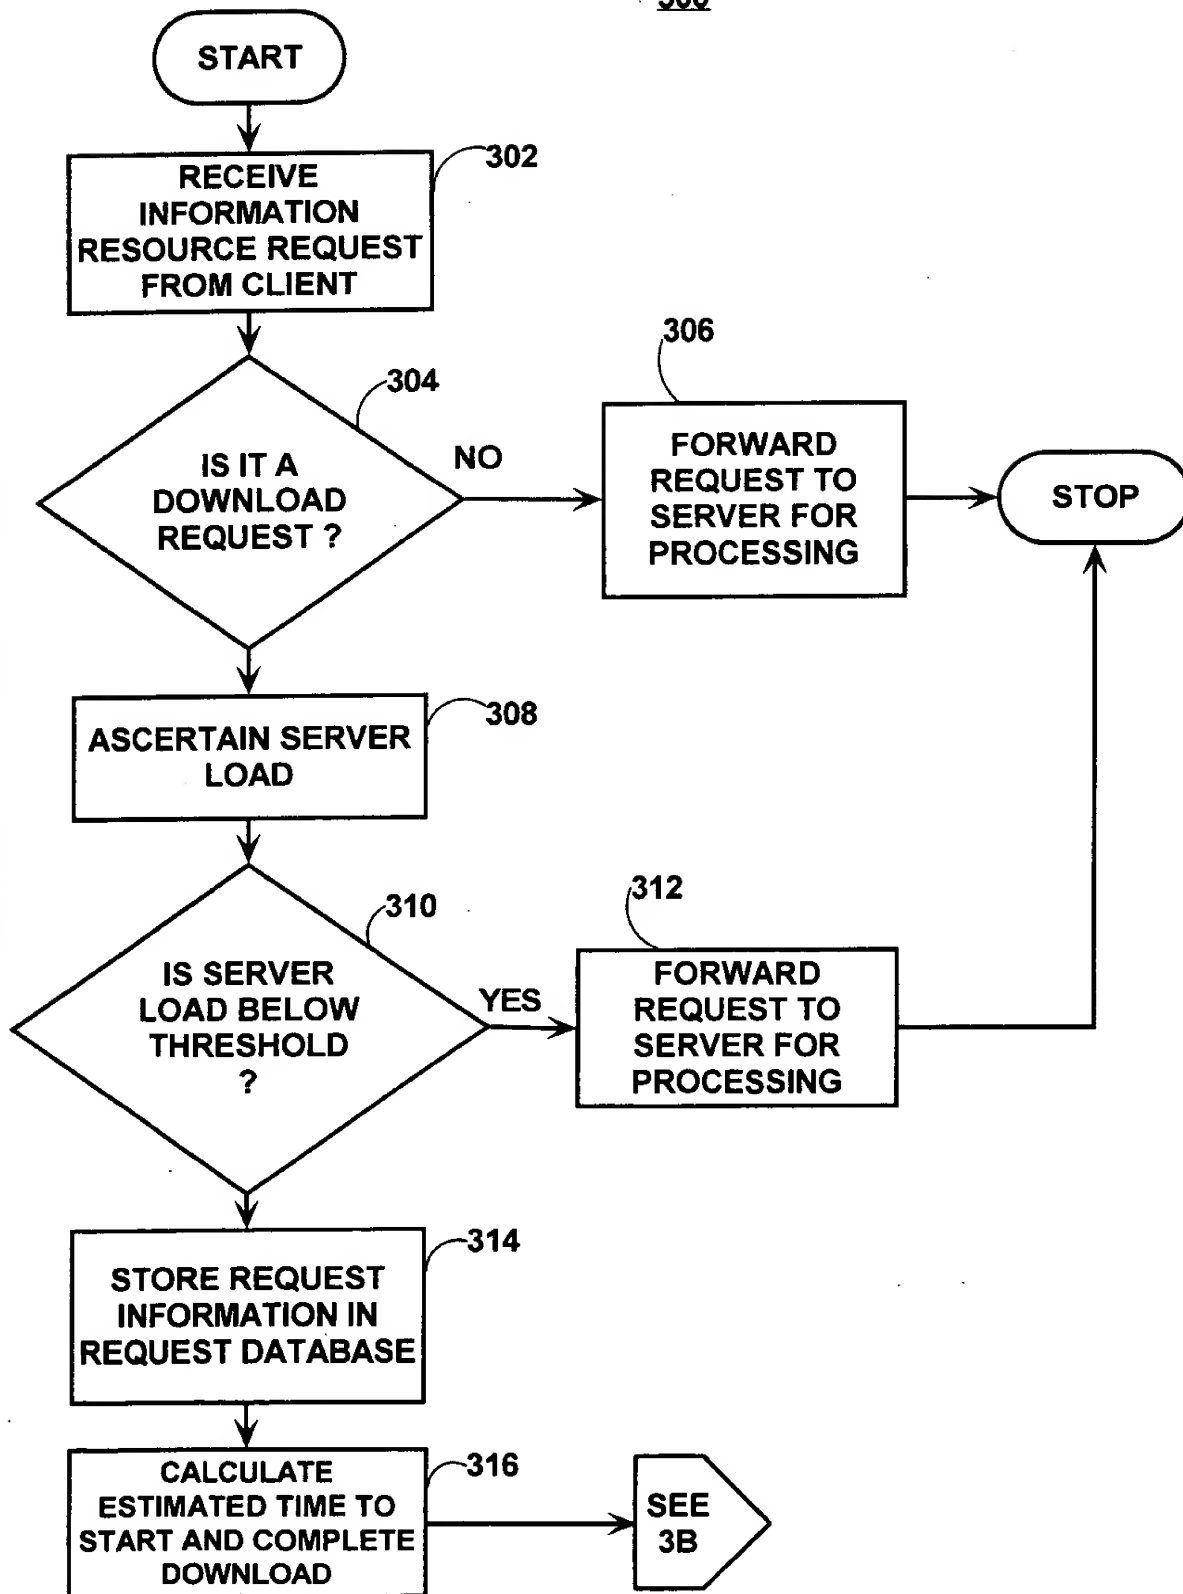 START
302
RECEIVE
INFORMATION
RESOURCE REQUEST
FROM CLIENT
304
IS IT A
DOWNLOAD
REQUEST ?
NO
306
FORWARD
REQUEST TO
SERVER FOR
PROCESSING
STOP
308
ASCERTAIN SERVER
LOAD
310
IS SERVER
LOAD BELOW
THRESHOLD
?
YES
312
FORWARD
REQUEST TO
SERVER FOR
PROCESSING
314
STORE REQUEST
INFORMATION IN
REQUEST DATABASE
316
CALCULATE
ESTIMATED TIME TO
START AND COMPLETE
DOWNLOAD
SEE
3B